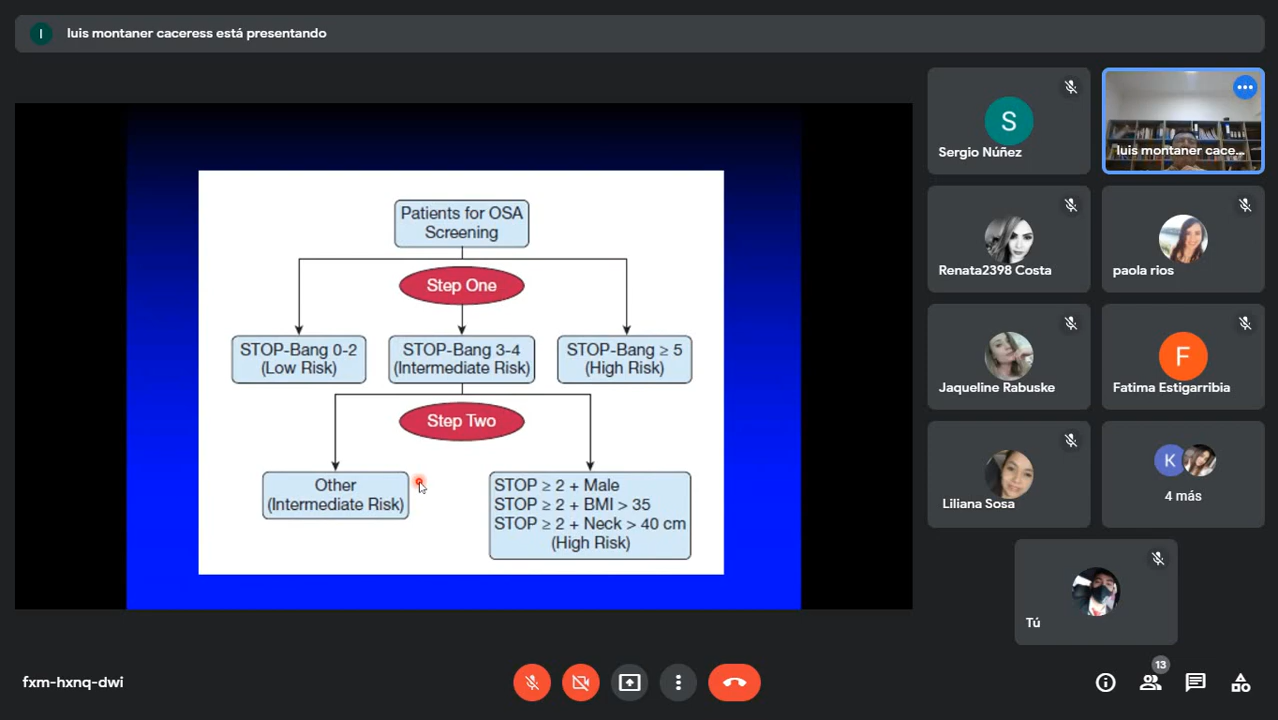 I
luis montaner caceress está presentando
Patients for OSA
Screening
Step One
STOP-Bang 0-2
(Low Risk)
STOP-Bang 3-4
(Intermediate Risk)
STOP-Bang ≥ 5
(High Risk)
Step Two
Other
(Intermediate Risk)
STOP ≥ 2 + Male
STOP ≥ 2 + BMI > 35
STOP ≥ 2 + Neck > 40 cm
(High Risk)
S
Sergio Núñez
luis montaner cace...
Renata2398 Costa
paola rios
Jaqueline Rabuske
F
Fatima Estigarribia
Liliana Sosa
K
4 más
Tú
fxm-hxnq-dwi
13